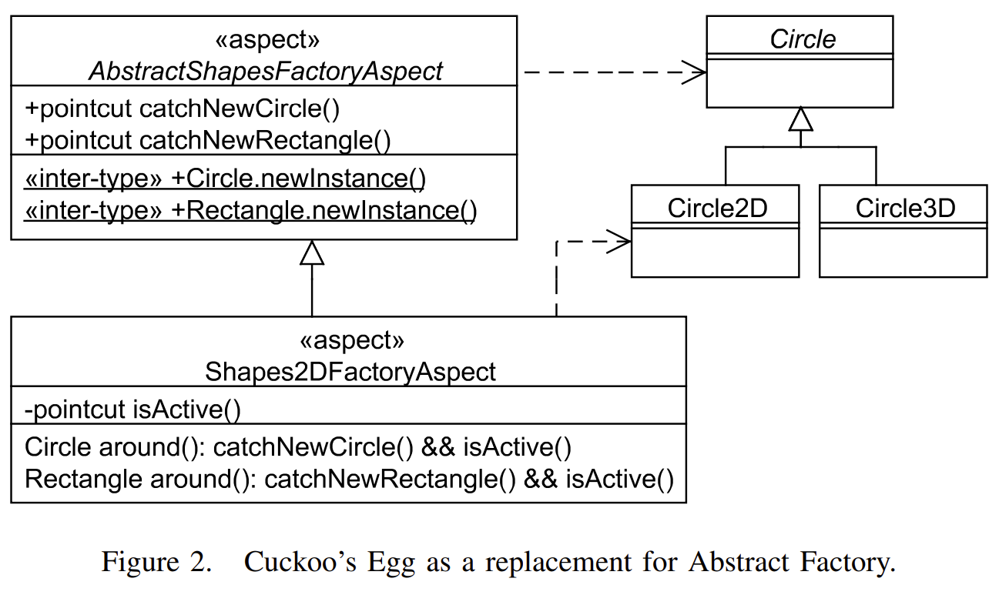 «aspect»
AbstractShapesFactoryAspect
+pointcut catchNewCircle()
+pointcut catchNewRectangle()
«inter-type» +Circle.newInstance()
«inter-type» +Rectangle.newInstance()
Circle
Circle2D
Circle3D
«aspect»
Shapes2DFactoryAspect
-pointcut isActive()
Circle around(): catchNewCircle() && isActive()
Rectangle around(): catchNewRectangle() && isActive()
Figure 2. Cuckoo's Egg as a replacement for Abstract Factory.